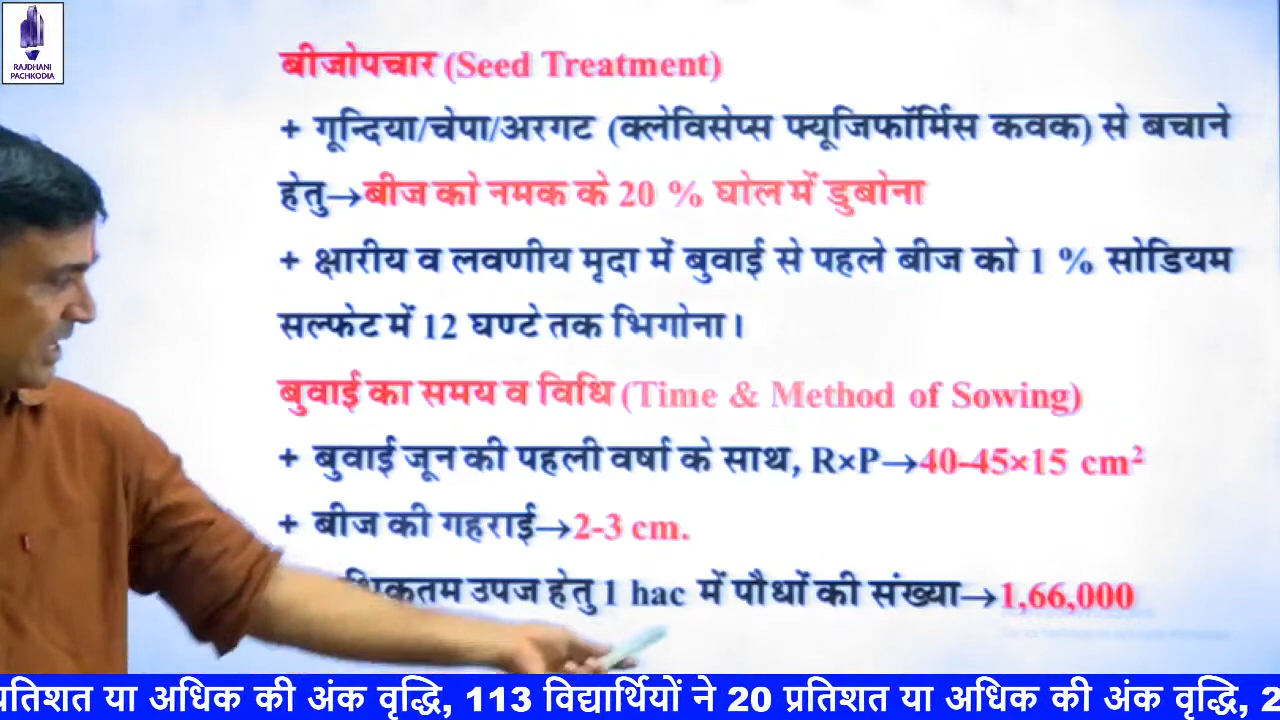 RAJDHANI
PACHKODIA
बीजोपचार (Seed Treatment)
+ गून्दिया/चेपा/अरगट (क्लेविसेप्स फ्यूजिफॉर्मिस कवक) से बचाने
हेतु→बीज को नमक के 20 % घोल में डुबोना
+ क्षारीय व लवणीय मृदा में बुवाई से पहले बीज को 1 % सोडियम
सल्फेट में 12 घण्टे तक भिगोना।
बुवाई का समय व विधि (Time & Method of Sowing)
+ बुवाई जून की पहली वर्षा के साथ, R×P→40-45×15 cm²
+ बीज की गहराई→2-3 cm.
उपज हेतु 1 hac में पौधों की संख्या→1,66,000
प्रतिशत या अधिक की अंक वृद्धि, 113 विद्यार्थियों ने 20 प्रतिशत या अधिक की अंक वृद्धि, 2